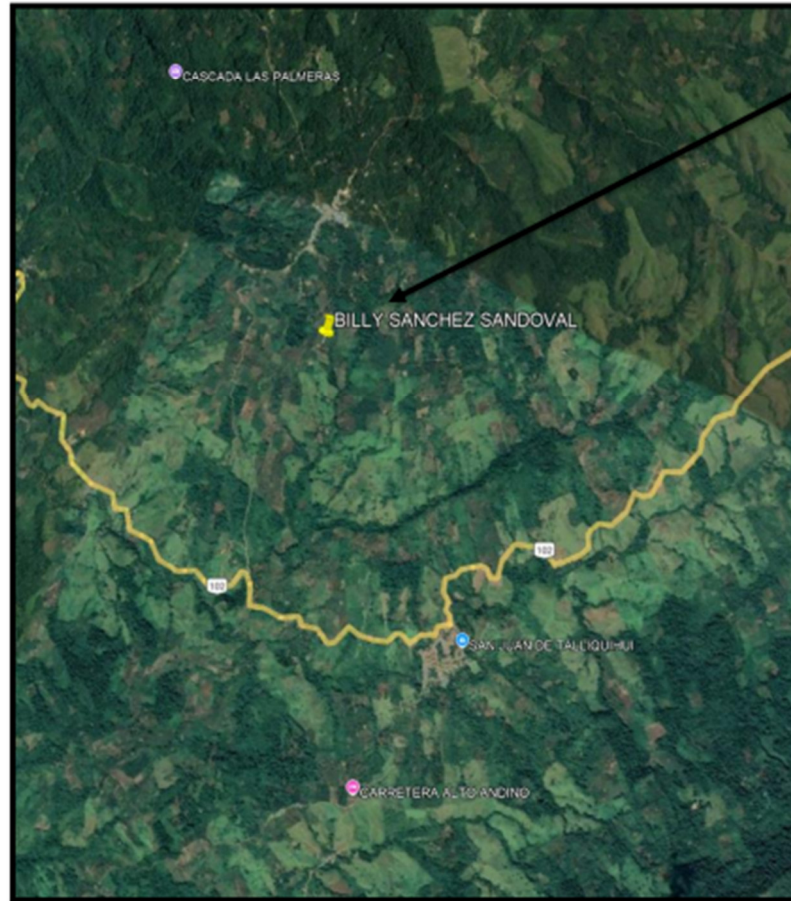 CASCADA LAS PALMERAS
BILLY SANCHEZ SANDOVAL
102
102
SAN JUAN DE TALLIQUIHUI
CARRETERA ALTO ANDINO